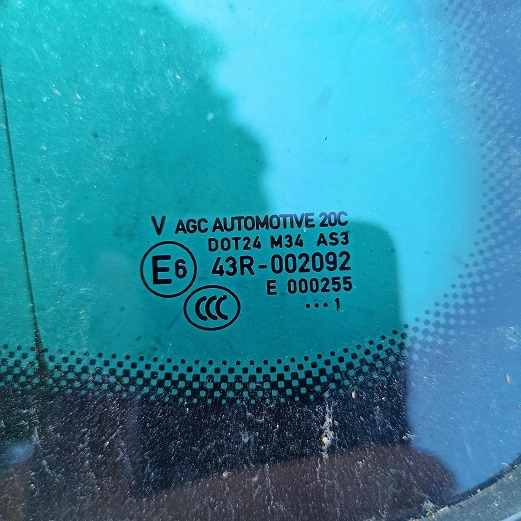 V AGC AUTOMOTIVE 20C
DOT24 M34 AS3
E6 43R-002092
E 000255
CCC
...1